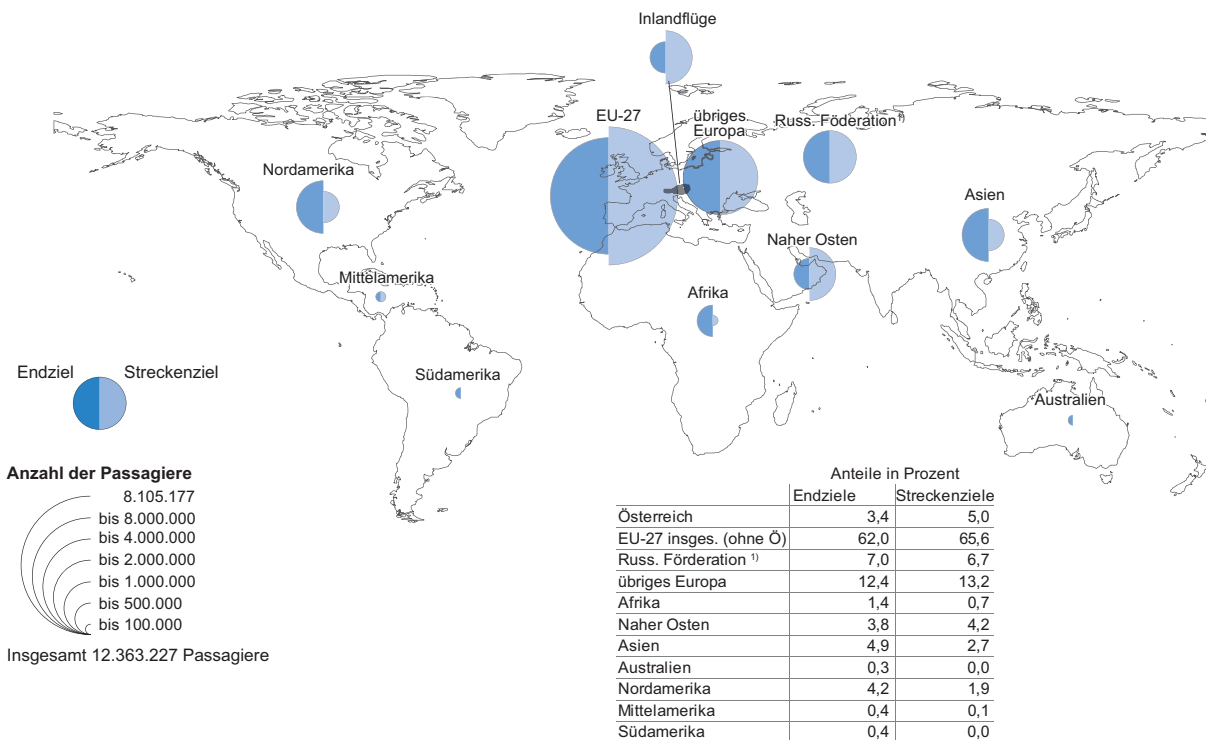 Inlandflüge
EU-27
übriges.
Europa
Russ. Föderation¹⁾
Nordamerika
Asien
Naher Osten
Mittelamerika
Afrika
Südamerika
Australien
Endziel Streckenziel
Anzahl der Passagiere
8.105.177
bis 8.000.000
bis 4.000.000
bis 2.000.000
bis 1.000.000
bis 500.000
bis 100.000
Insgesamt 12.363.227 Passagiere
Anteile in Prozent
Endziele Streckenziele
Österreich 3,4 5,0
EU-27 insges. (ohne Ö) 62,0 65,6
Russ. Förderation ¹⁾ 7,0 6,7
übriges Europa 12,4 13,2
Afrika 1,4 0,7
Naher Osten 3,8 4,2
Asien 4,9 2,7
Australien 0,3 0,0
Nordamerika 4,2 1,9
Mittelamerika 0,4 0,1
Südamerika 0,4 0,0